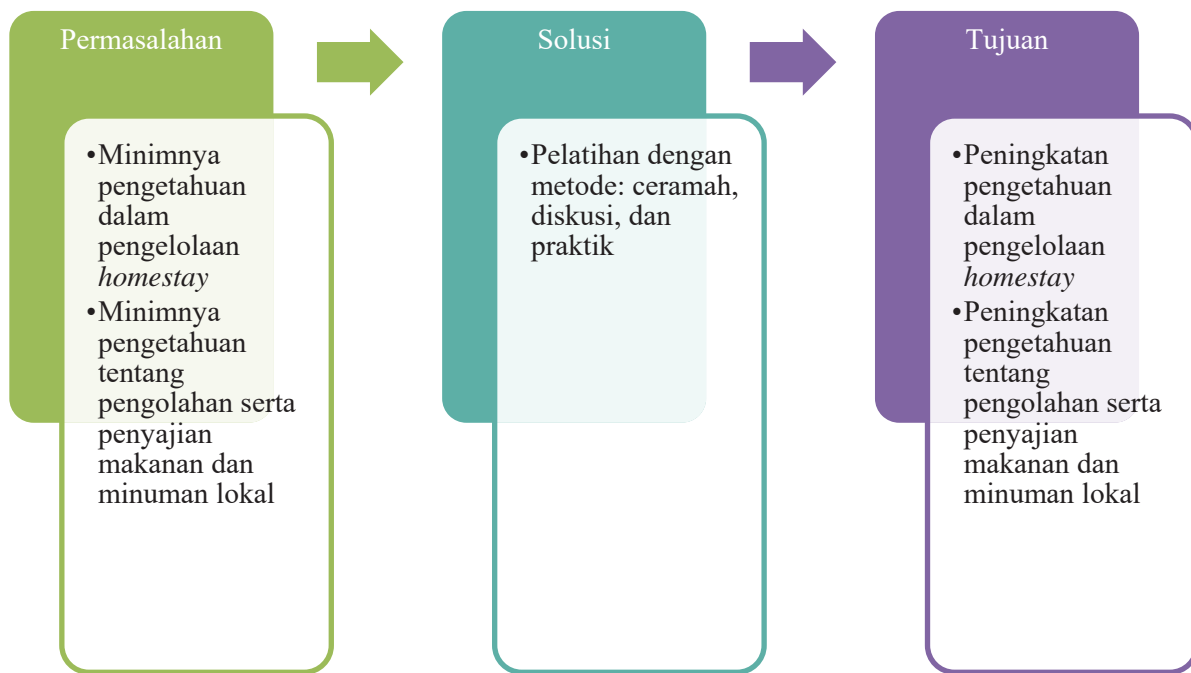 Permasalahan
•Minimnya
pengetahuan
dalam
pengelolaan
homestay
•Minimnya
pengetahuan
tentang
pengolahan serta
penyajian
makanan dan
minuman lokal
Solusi
•Pelatihan dengan
metode: ceramah,
diskusi, dan
praktik
Tujuan
•Peningkatan
pengetahuan
dalam
pengelolaan
homestay
•Peningkatan
pengetahuan
tentang
pengolahan serta
penyajian
makanan dan
minuman lokal